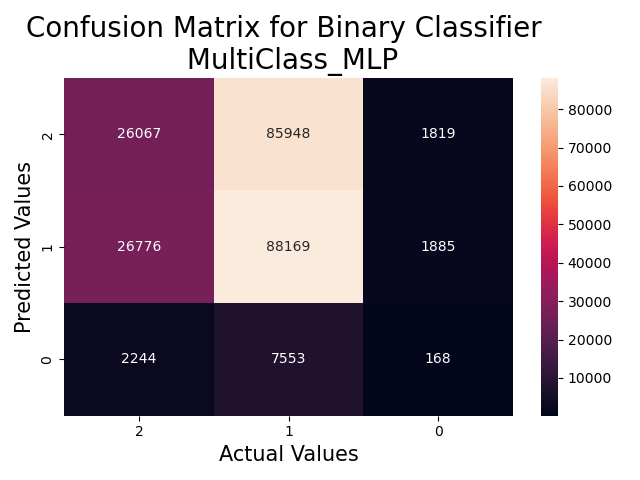 Confusion Matrix for Binary Classifier
MultiClass_MLP
Predicted Values
2
26067 85948 1819
1
26776 88169 1885
0
2244 7553 168
2 1 0
Actual Values
80000
70000
60000
50000
40000
30000
20000
10000